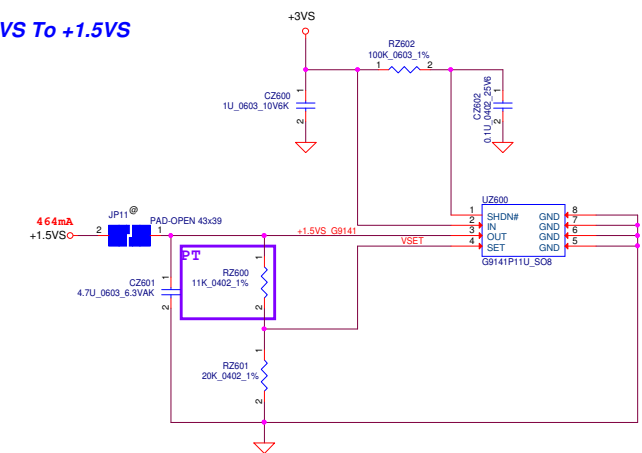 VS To +1.5VS
+3VS
RZ602
100K_0603_1%
1
2
1
CZ600
1U_0603_10V6K
2
1
CZ602
0.1U_0402_25V6
2
464mA
+1.5VS
2
JP11
@
1
PAD-OPEN 43x39
+1.5VS_G9141
VSET
UZ600
1
SHDN#
GND
8
2
IN
GND
7
3
OUT
GND
6
4
SET
GND
5
G9141P11U_SO8
PT
1
CZ601
4.7U_0603_6.3VAK
2
1
RZ600
11K_0402_1%
2
1
RZ601
20K_0402_1%
2